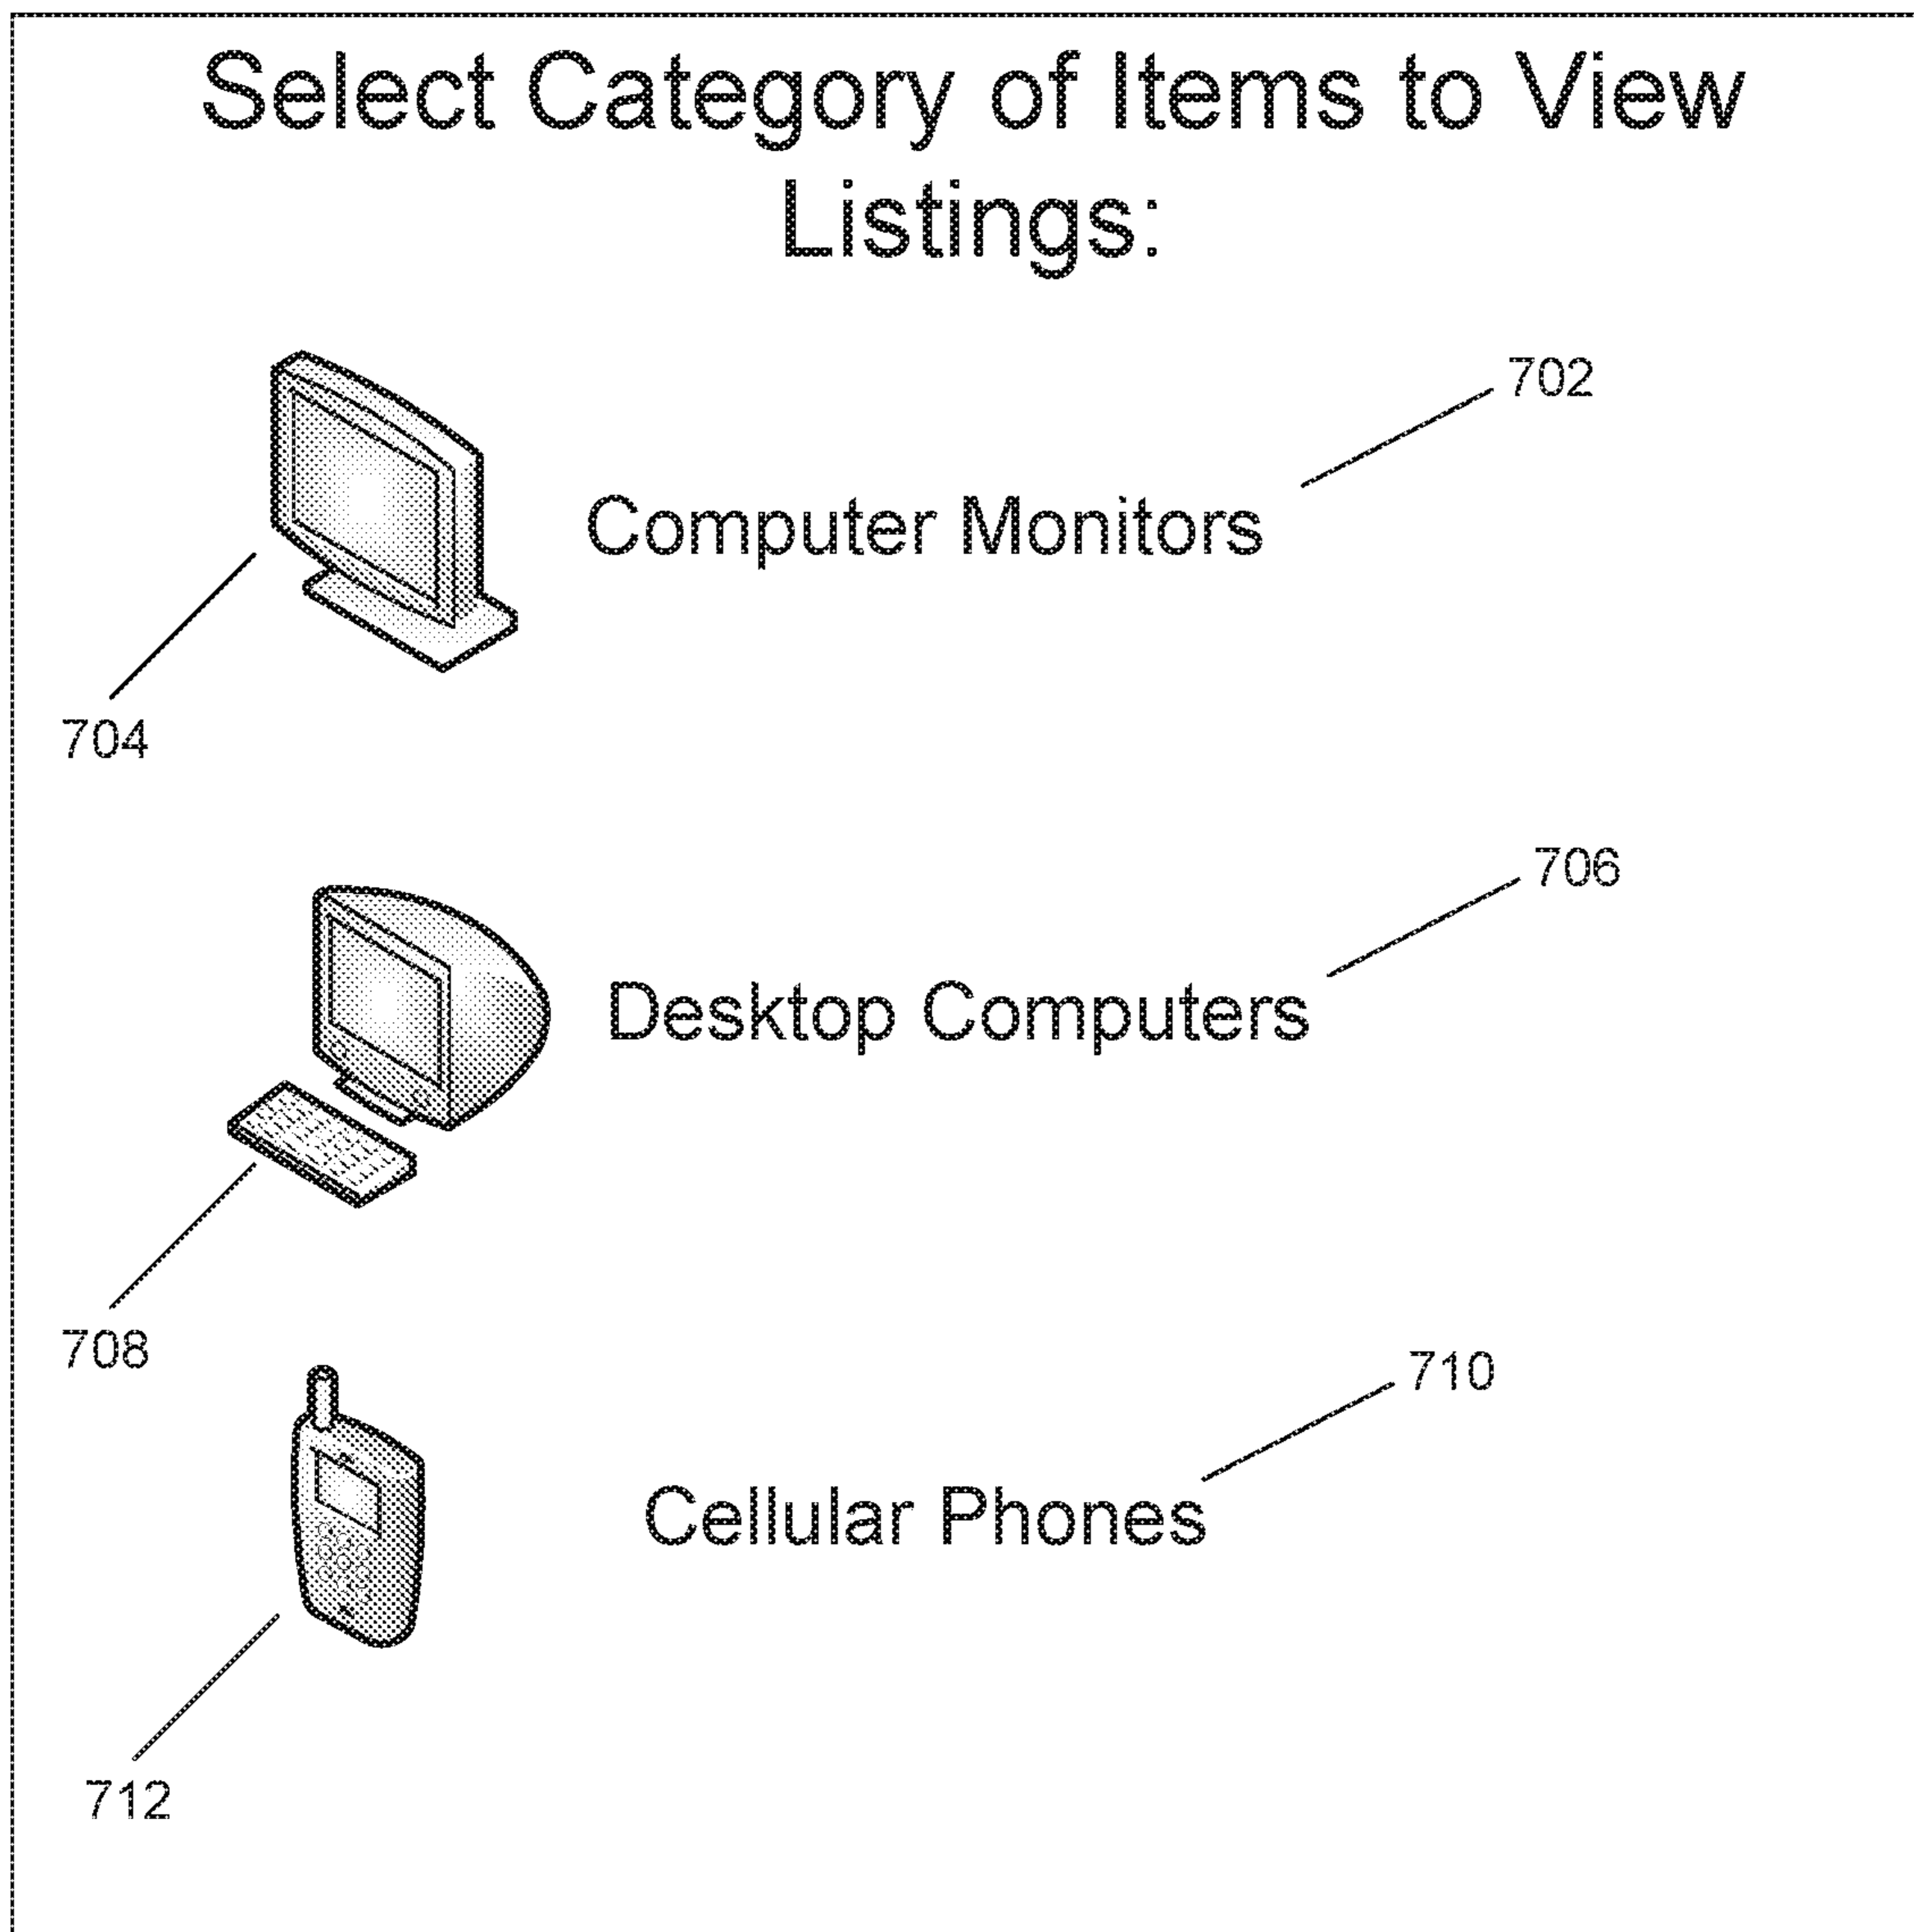 Select Category of Items to View
Listings:
702
Computer Monitors
704
706
Desktop Computers
708
710
Cellular Phones
712